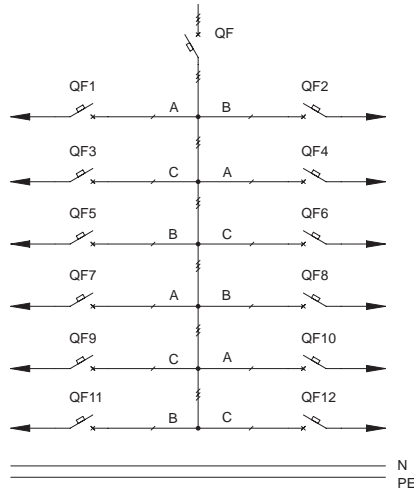 QF
QF1 A B QF2
QF3 C A QF4
QF5 B C QF6
QF7 A B QF8
QF9 C A QF10
QF11 B C QF12
N
PE